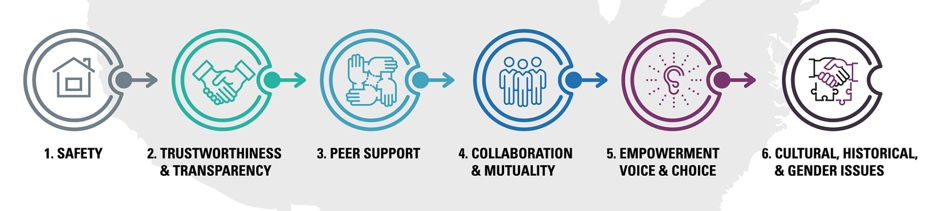 1. SAFETY
2. TRUSTWORTHINESS
& TRANSPARENCY
3. PEER SUPPORT
4. COLLABORATION
& MUTUALITY
5. EMPOWERMENT
VOICE & CHOICE
6. CULTURAL, HISTORICAL,
& GENDER ISSUES